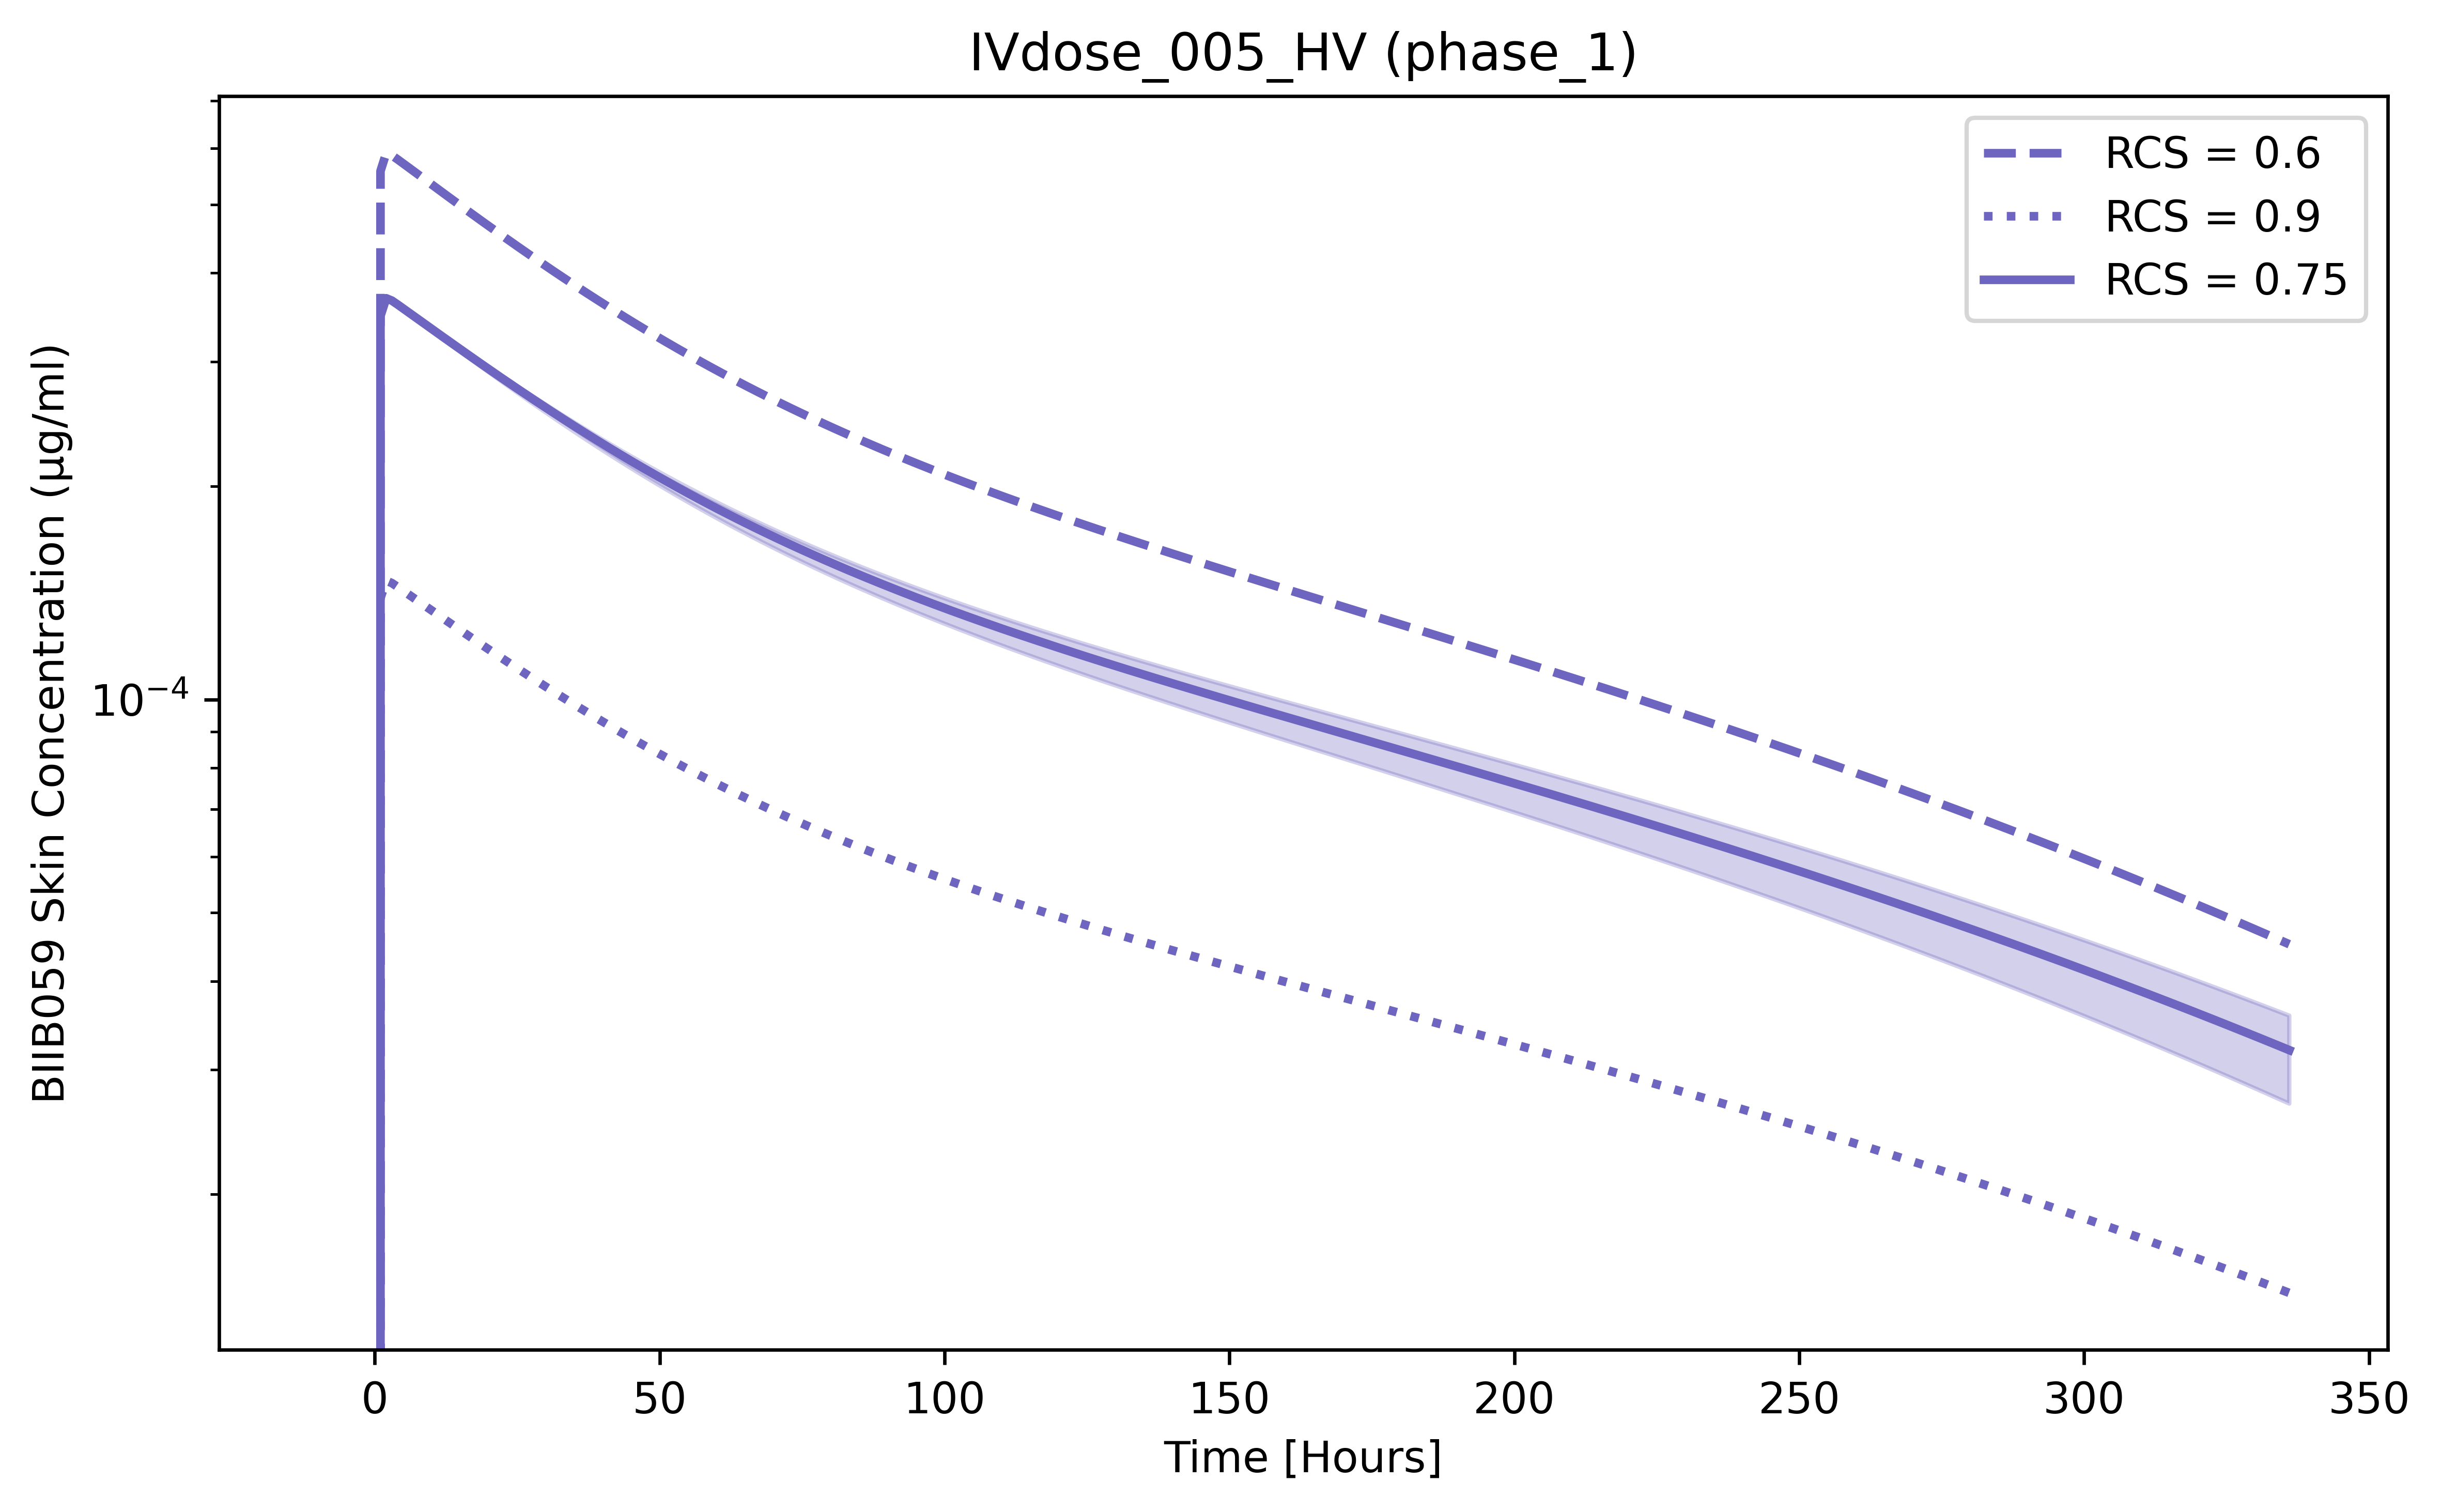 IVdose_005_HV (phase_1)
RCS = 0.6
RCS = 0.9
RCS = 0.75
BIIB059 Skin Concentration (µg/ml)
10⁻⁴
0 50 100 150 200 250 300 350
Time [Hours]